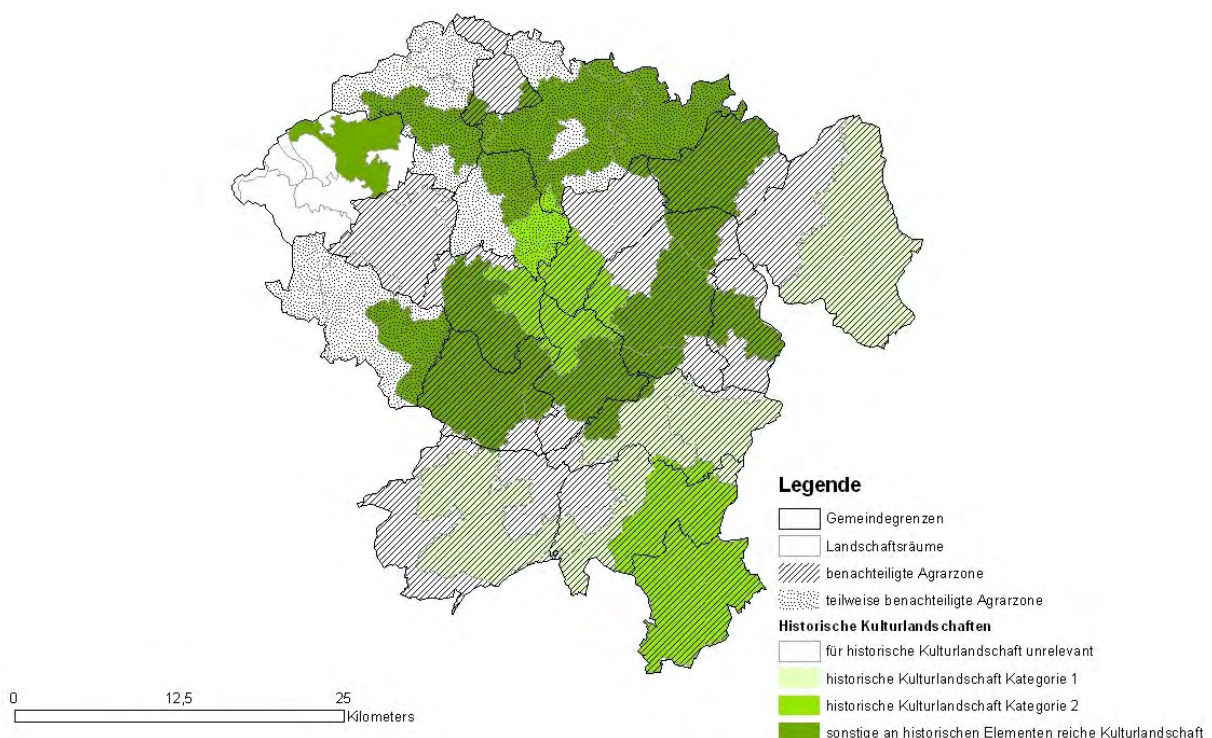 Legende
Gemeindegrenzen
Landschaftsräume
benachteiligte Agrarzone
teilweise benachteiligte Agrarzone
Historische Kulturlandschaften
für historische Kulturlandschaft unrelevant
historische Kulturlandschaft Kategorie 1
historische Kulturlandschaft Kategorie 2
sonstige an historischen Elementen reiche Kulturlandschaft
0 12,5 25
Kilometers